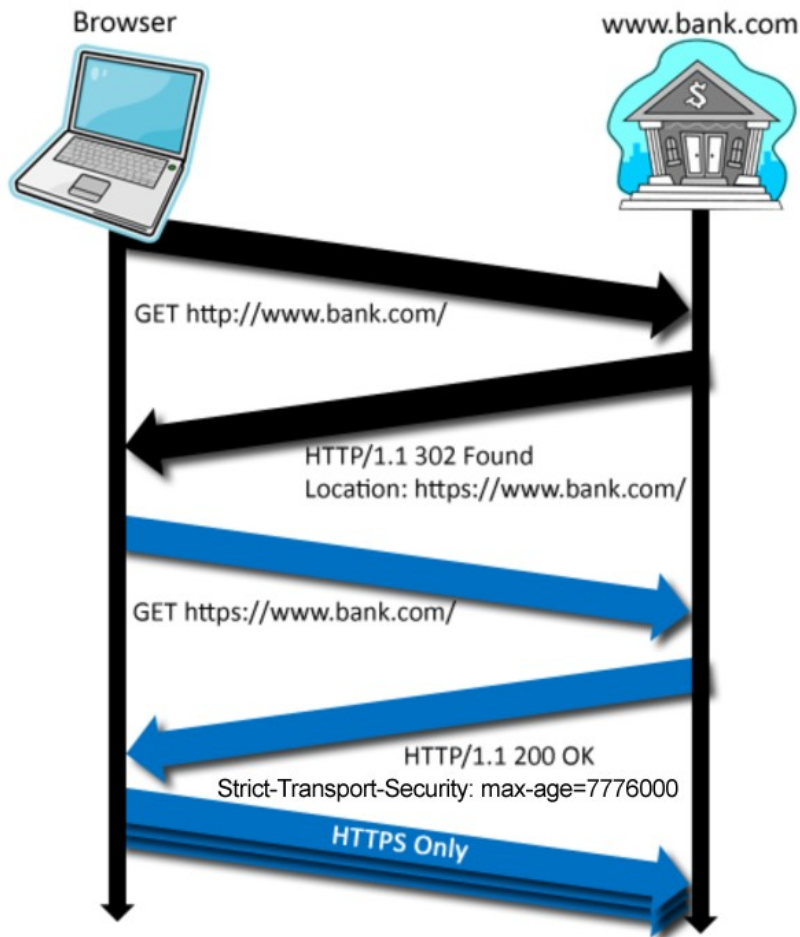 Browser
www.bank.com
$
GET http://www.bank.com/
HTTP/1.1 302 Found
Location: https://www.bank.com/
GET https://www.bank.com/
HTTP/1.1 200 OK
Strict-Transport-Security: max-age=7776000
HTTPS Only